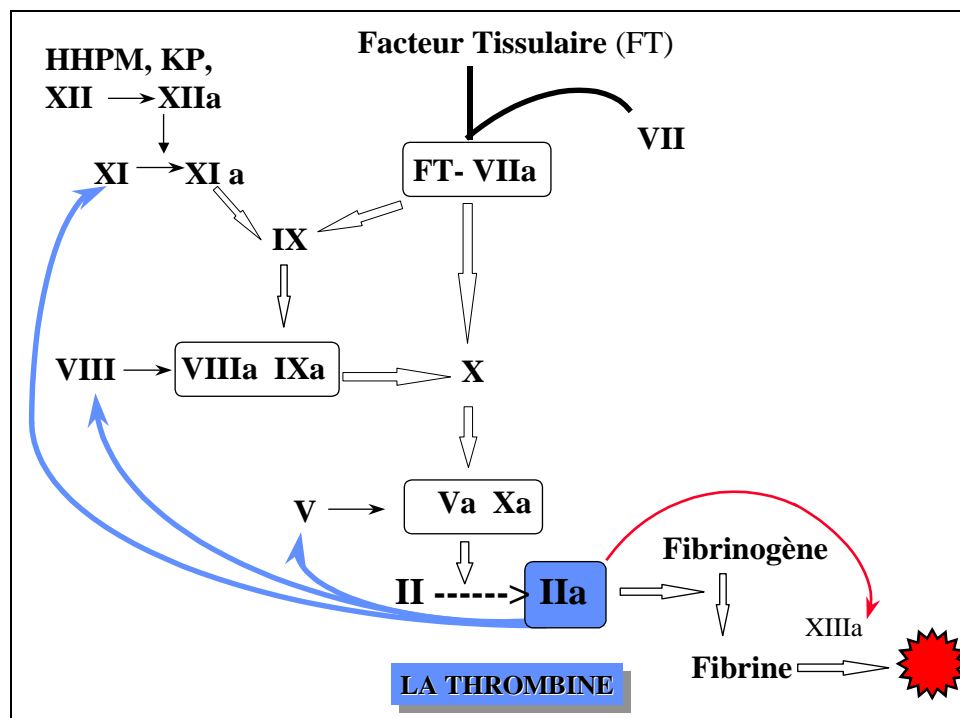 Facteur Tissulaire (FT)
HHPM, KP,
XII XIIa
VII
XI XI a
FT- VIIa
IX
VIII VIIIa IXa X
V Va Xa
Fibrinogène
II ------> IIa
XIIIa
Fibrine
LA THROMBINE